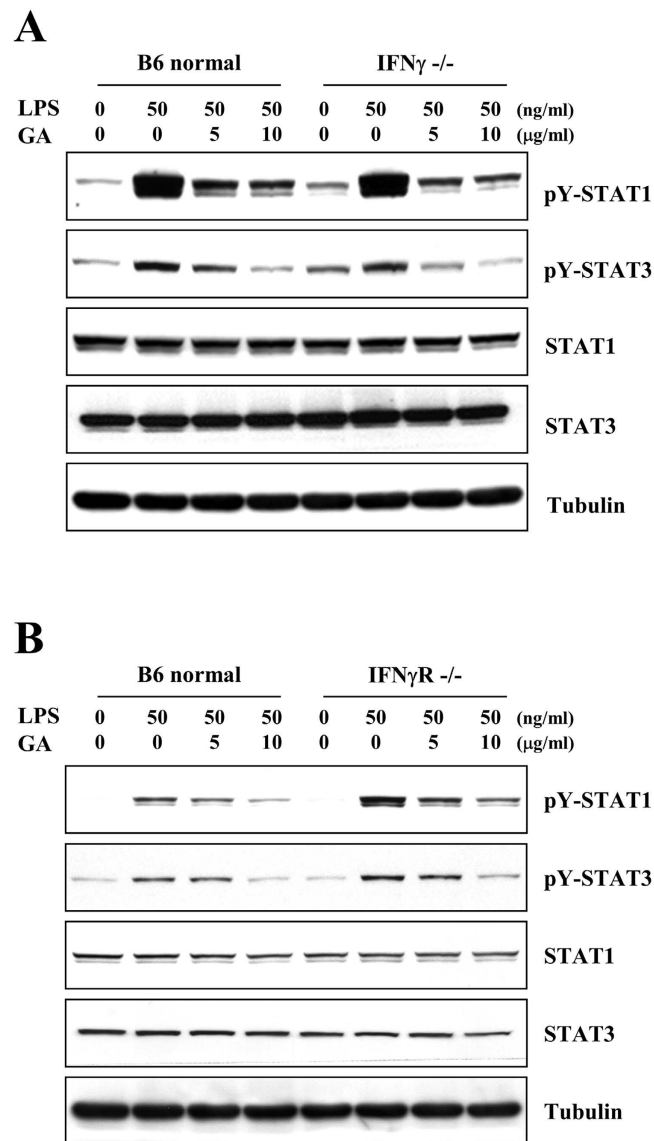 A
B6 normal IFNγ -/-
LPS 0 50 50 50 0 50 50 50 (ng/ml)
GA 0 0 5 10 0 0 5 10 (µg/ml)
pY-STAT1
pY-STAT3
STAT1
STAT3
Tubulin
B
B6 normal IFNγR -/-
LPS 0 50 50 50 0 50 50 50 (ng/ml)
GA 0 0 5 10 0 0 5 10 (µg/ml)
pY-STAT1
pY-STAT3
STAT1
STAT3
Tubulin